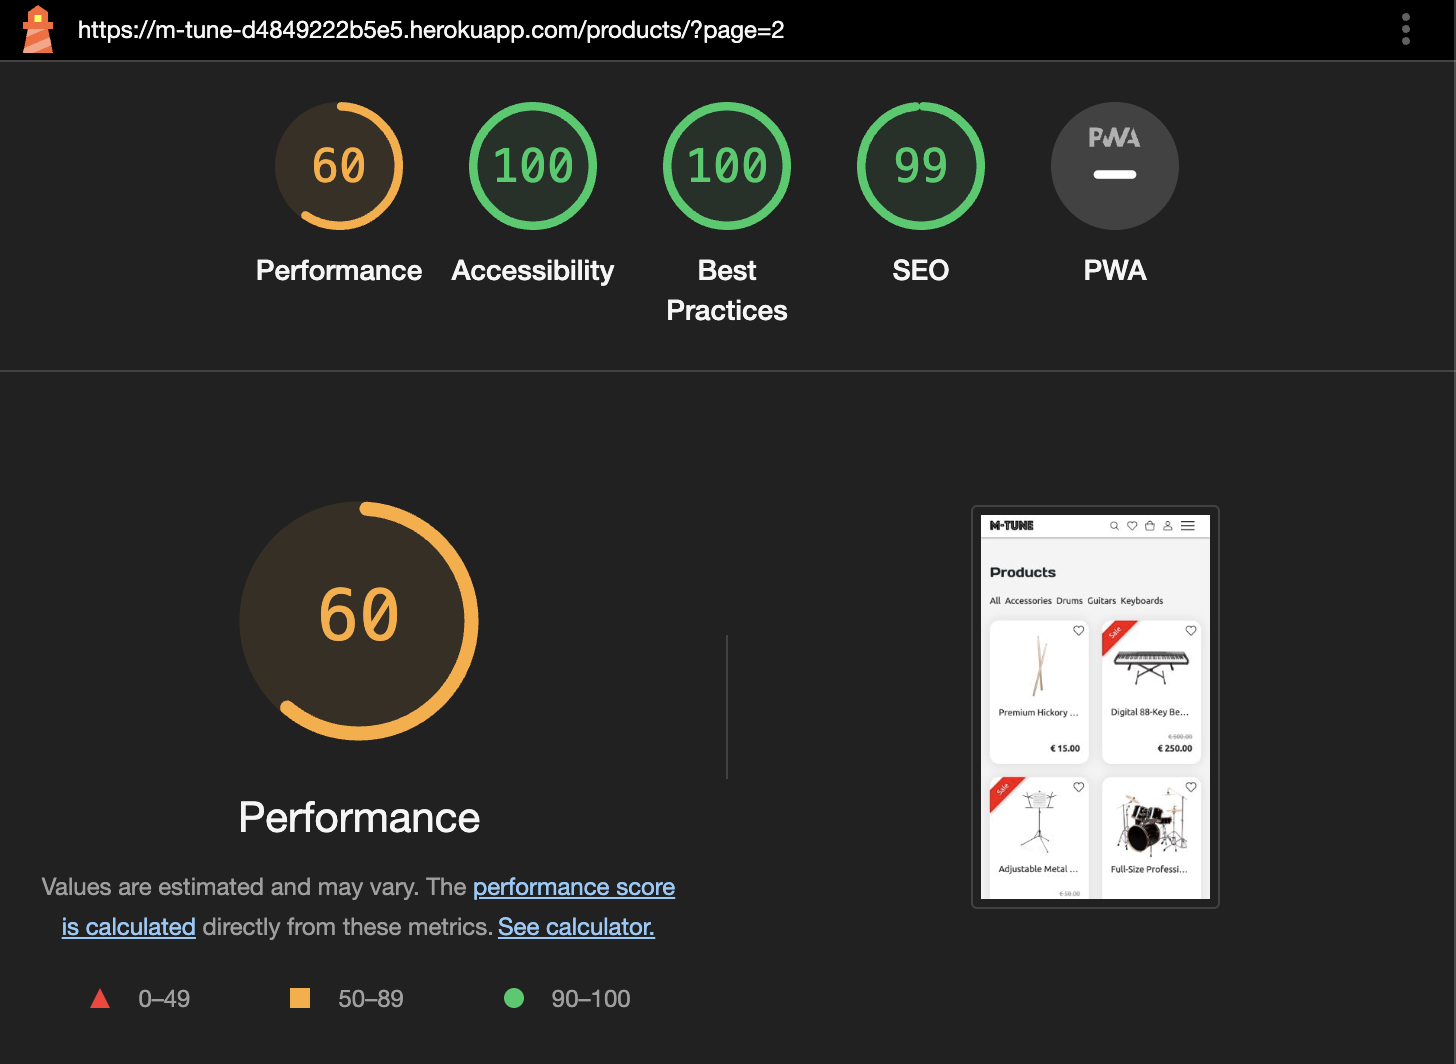 https://m-tune-d4849222b5e5.herokuapp.com/products/?page=2
60
100
100
99
PWA
Performance
Accessibility
Best
Practices
SEO
PWA
60
Performance
Values are estimated and may vary. The performance score
is calculated directly from these metrics. See calculator.
0–49
50–89
90–100
M-TUNE
Products
All Accessories Drums Guitars Keyboards
Sale
Premium Hickory ...
Digital 88-Key Be...
€ 500.00
€ 15.00
€ 250.00
Sale
Adjustable Metal ...
Full-Size Professi...
€ 50.00